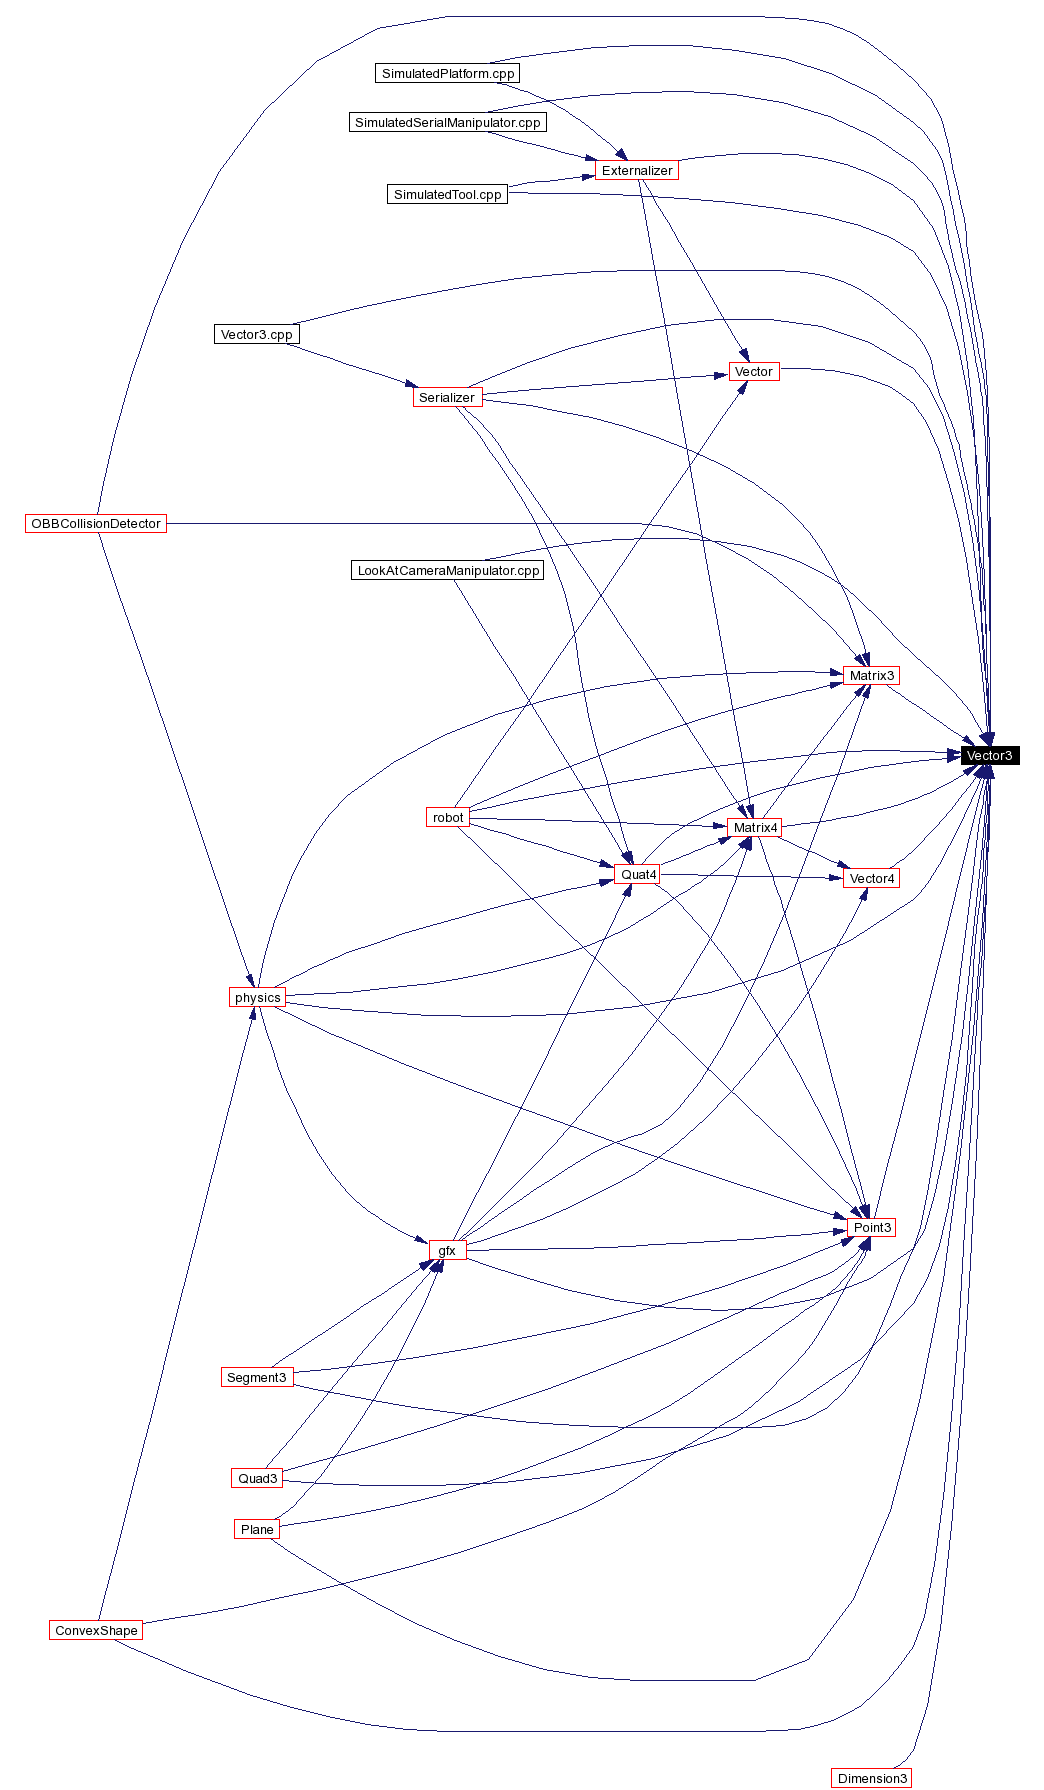 SimulatedPlatform.cpp
SimulatedSerialManipulator.cpp
Externalizer
SimulatedTool.cpp
Vector3.cpp
Vector
Serializer
OBBCollisionDetector
LookAtCameraManipulator.cpp
Matrix3
Vector3
robot
Matrix4
Quat4
Vector4
physics
Point3
gfx
Segment3
Quad3
Plane
ConvexShape
Dimension3